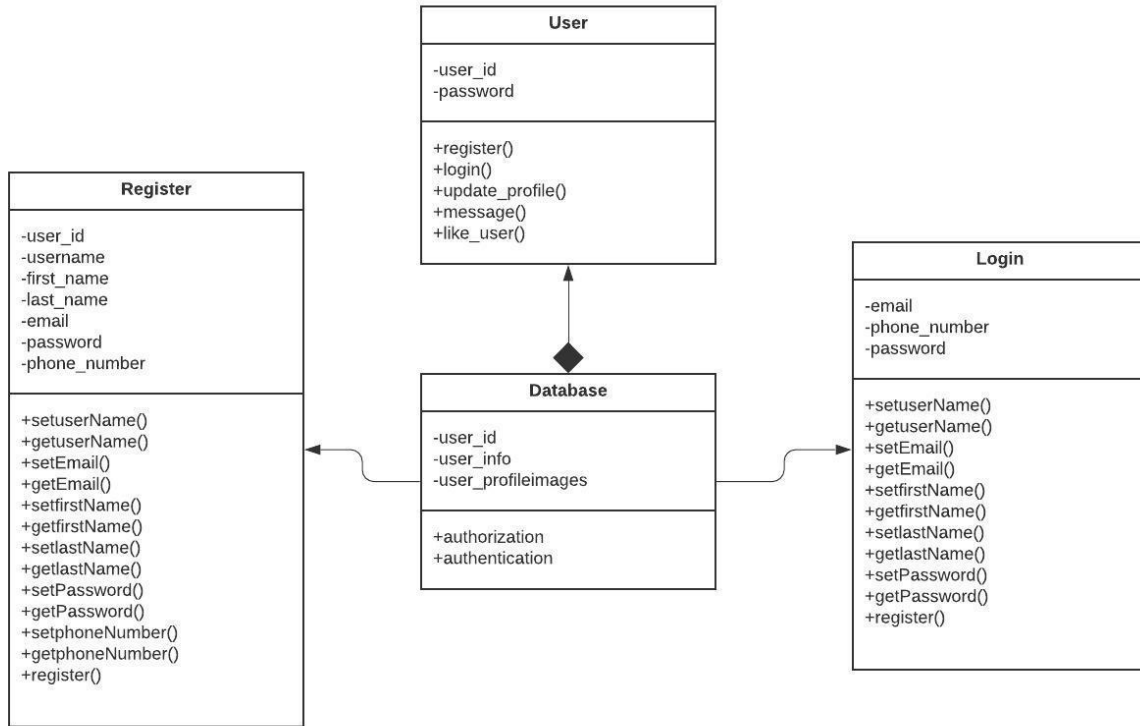 User
-user_id
-password
+register()
+login()
+update_profile()
+message()
+like_user()
Register
-user_id
-username
-first_name
-last_name
-email
-password
-phone_number
+setuserName()
+getuserName()
+setEmail()
+getEmail()
+setfirstName()
+getfirstName()
+setlastName()
+getlastName()
+setPassword()
+getPassword()
+setphoneNumber()
+getphoneNumber()
+register()
Database
-user_id
-user_info
-user_profileimages
+authorization
+authentication
Login
-email
-phone_number
-password
+setuserName()
+getuserName()
+setEmail()
+getEmail()
+setfirstName()
+getfirstName()
+setlastName()
+getlastName()
+setPassword()
+getPassword()
+register()